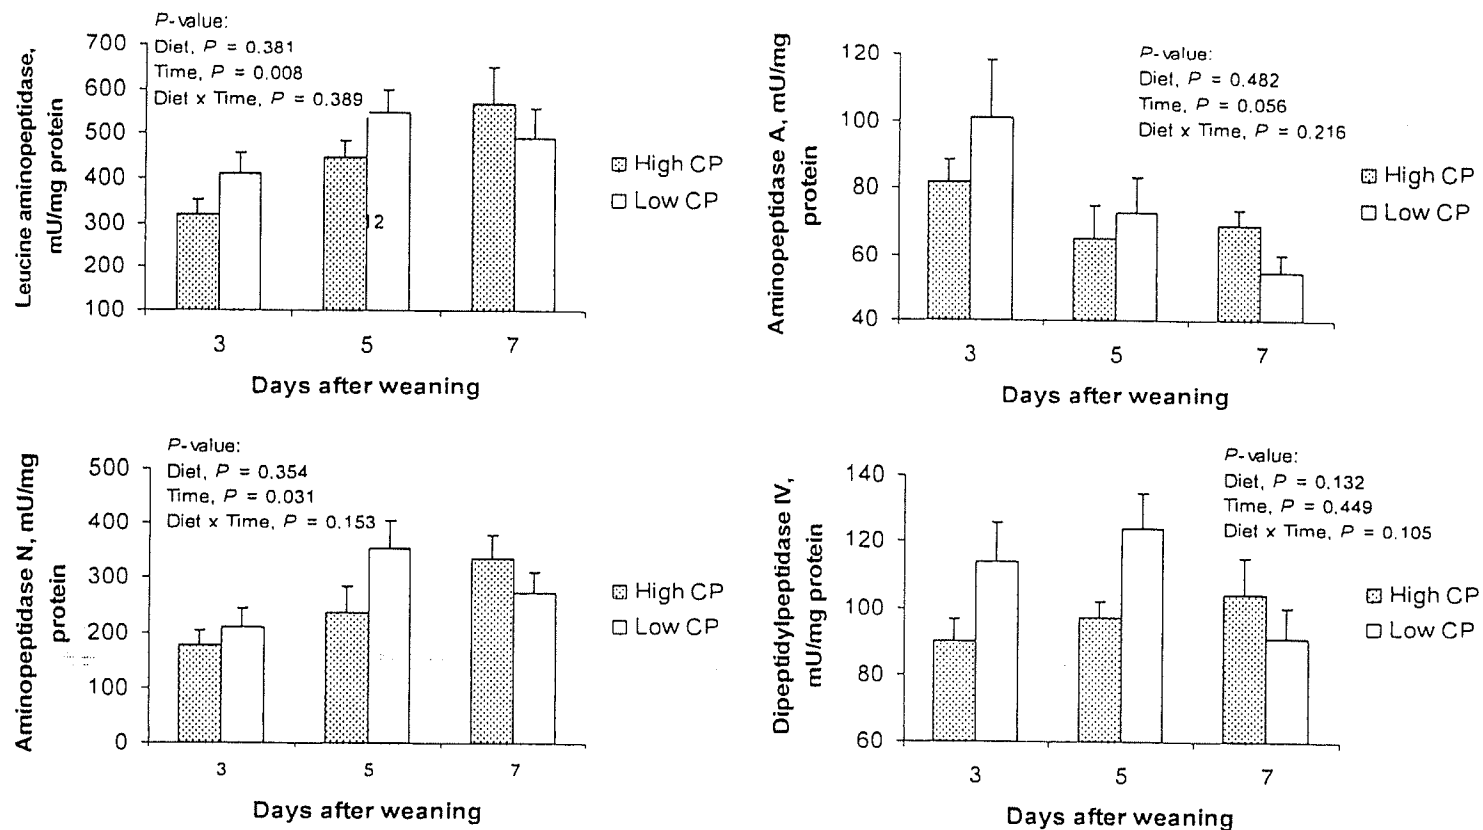 P-value:
Diet, P = 0.381
Time, P = 0.008
Diet x Time, P = 0.389
Leucine aminopeptidase,
mU/mg protein
700
600
500
400
300
200
100
2
3
5
7
Days after weaning
High CP
Low CP
P-value:
Diet, P = 0.482
Time, P = 0.056
Diet x Time, P = 0.216
Aminopeptidase A, mU/mg
protein
120
100
80
60
40
3
5
7
Days after weaning
High CP
Low CP
P-value:
Diet, P = 0.354
Time, P = 0.031
Diet x Time, P = 0.153
Aminopeptidase N, mU/mg
protein
500
400
300
200
100
0
3
5
7
Days after weaning
High CP
Low CP
P-value:
Diet, P = 0.132
Time, P = 0.449
Diet x Time, P = 0.105
Dipeptidylpeptidase IV,
mU/mg protein
140
120
100
80
60
3
5
7
Days after weaning
High CP
Low CP